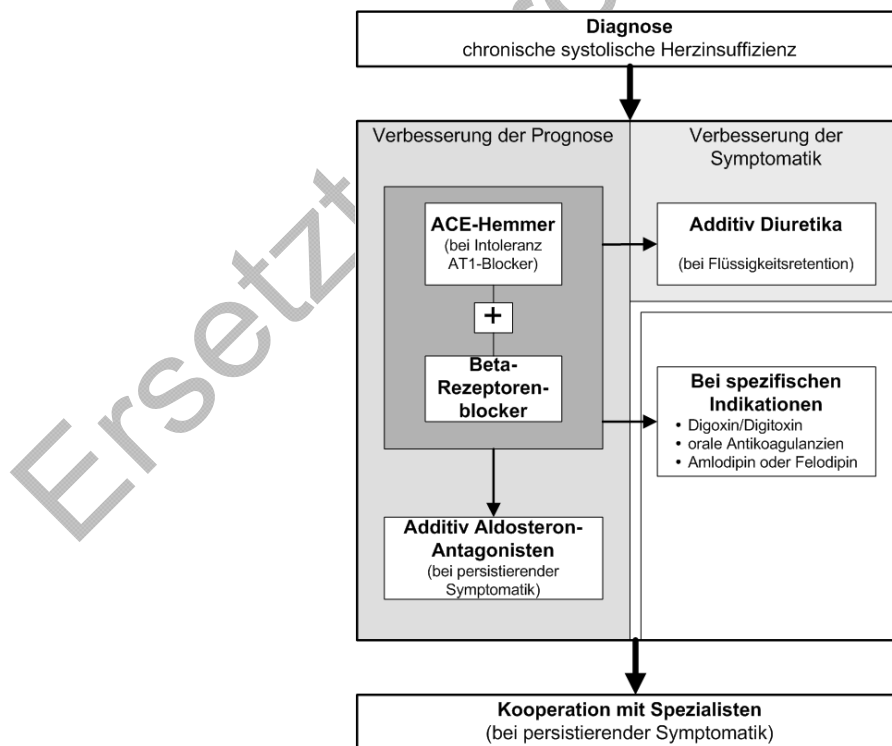 Diagnose
chronische systolische Herzinsuffizienz
Verbesserung der Prognose
ACE-Hemmer
(bei Intoleranz
AT1-Blocker)
+
Beta-
Rezeptoren-
blocker
Additiv Aldosteron-
Antagonisten
(bei persistierender
Symptomatik)
Verbesserung der
Symptomatik
Additiv Diuretika
(bei Flüssigkeitsretention)
Bei spezifischen
Indikationen
• Digoxin/Digitoxin
• orale Antikoagulanzien
• Amlodipin oder Felodipin
Kooperation mit Spezialisten
(bei persistierender Symptomatik)
Ersetzt